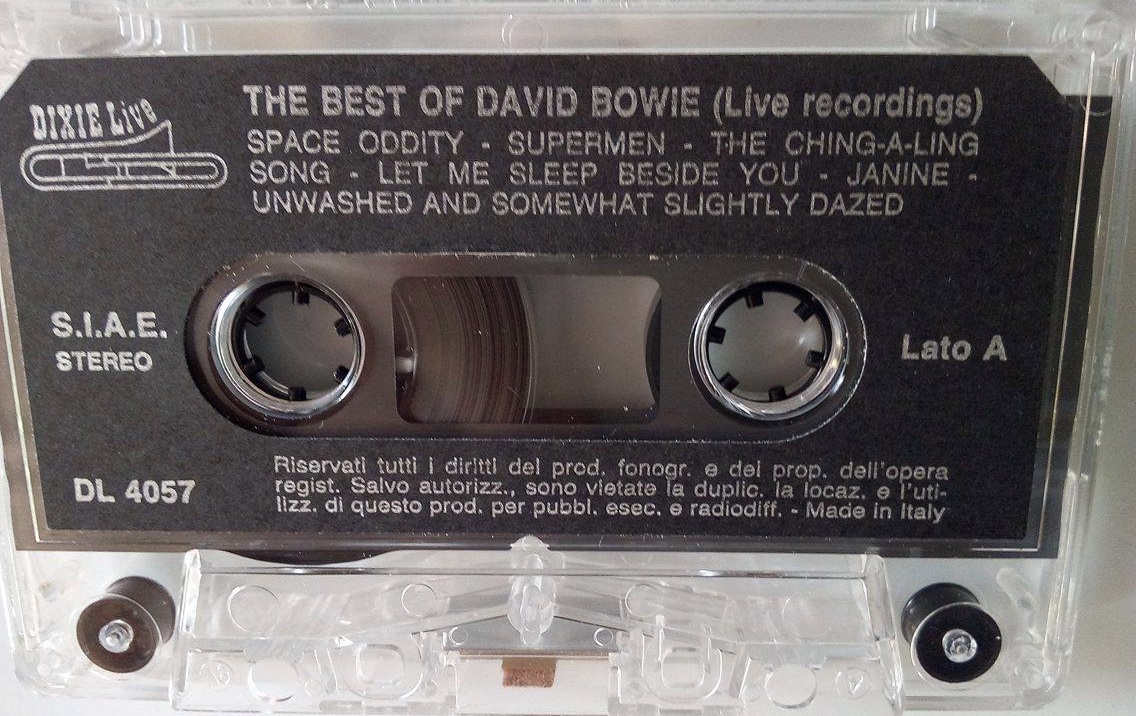 DIXIE Live
THE BEST OF DAVID BOWIE (Live recordings)
SPACE ODDITY - SUPERMEN - THE CHING-A-LING
SONG - LET ME SLEEP BESIDE YOU - JANINE -
UNWASHED AND SOMEWHAT SLIGHTLY DAZED
S.I.A.E.
STEREO
Lato A
DL 4057
Riservati tutti i diritti del prod. fonogr. e del prop. dell'opera
regist. Salvo autorizz., sono vietate la duplic. la locaz. e l'uti-
lizz. di questo prod. per pubbl. esec. e radiodiff. - Made in Italy